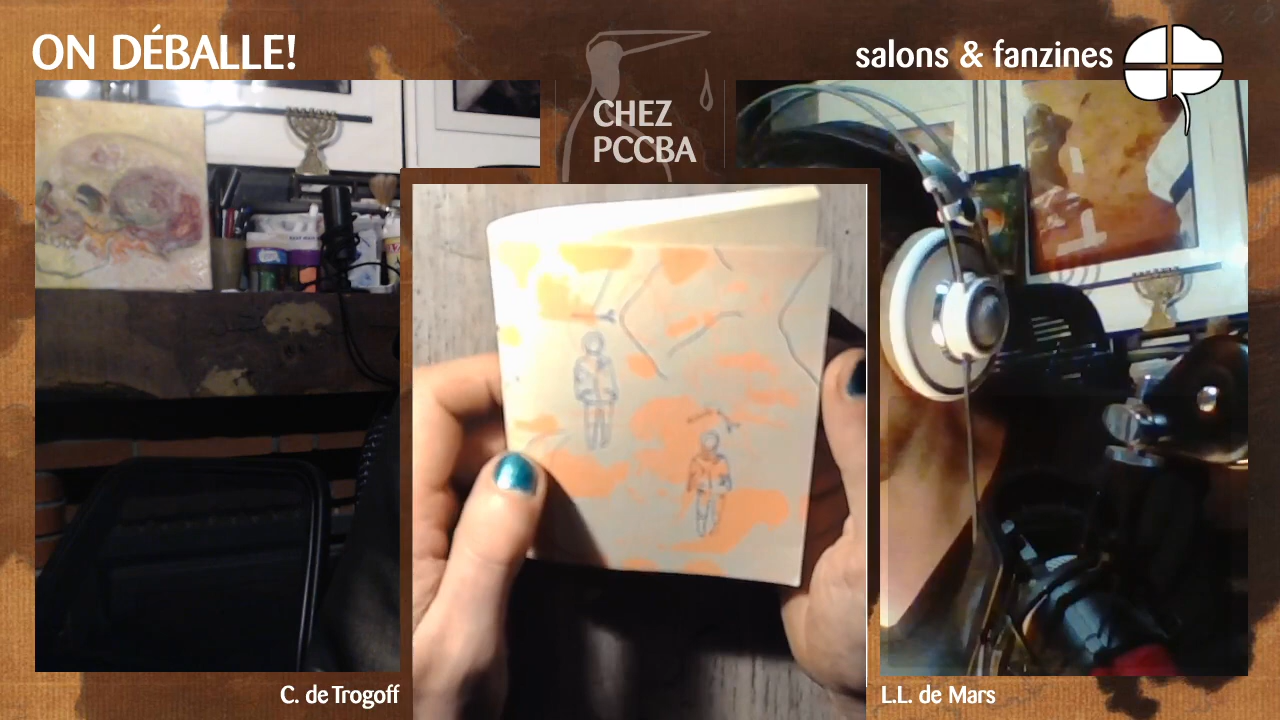 ON DÉBALLE!
salons & fanzines
CHEZ
PCCBA
C. de Trogoff
L.L. de Mars